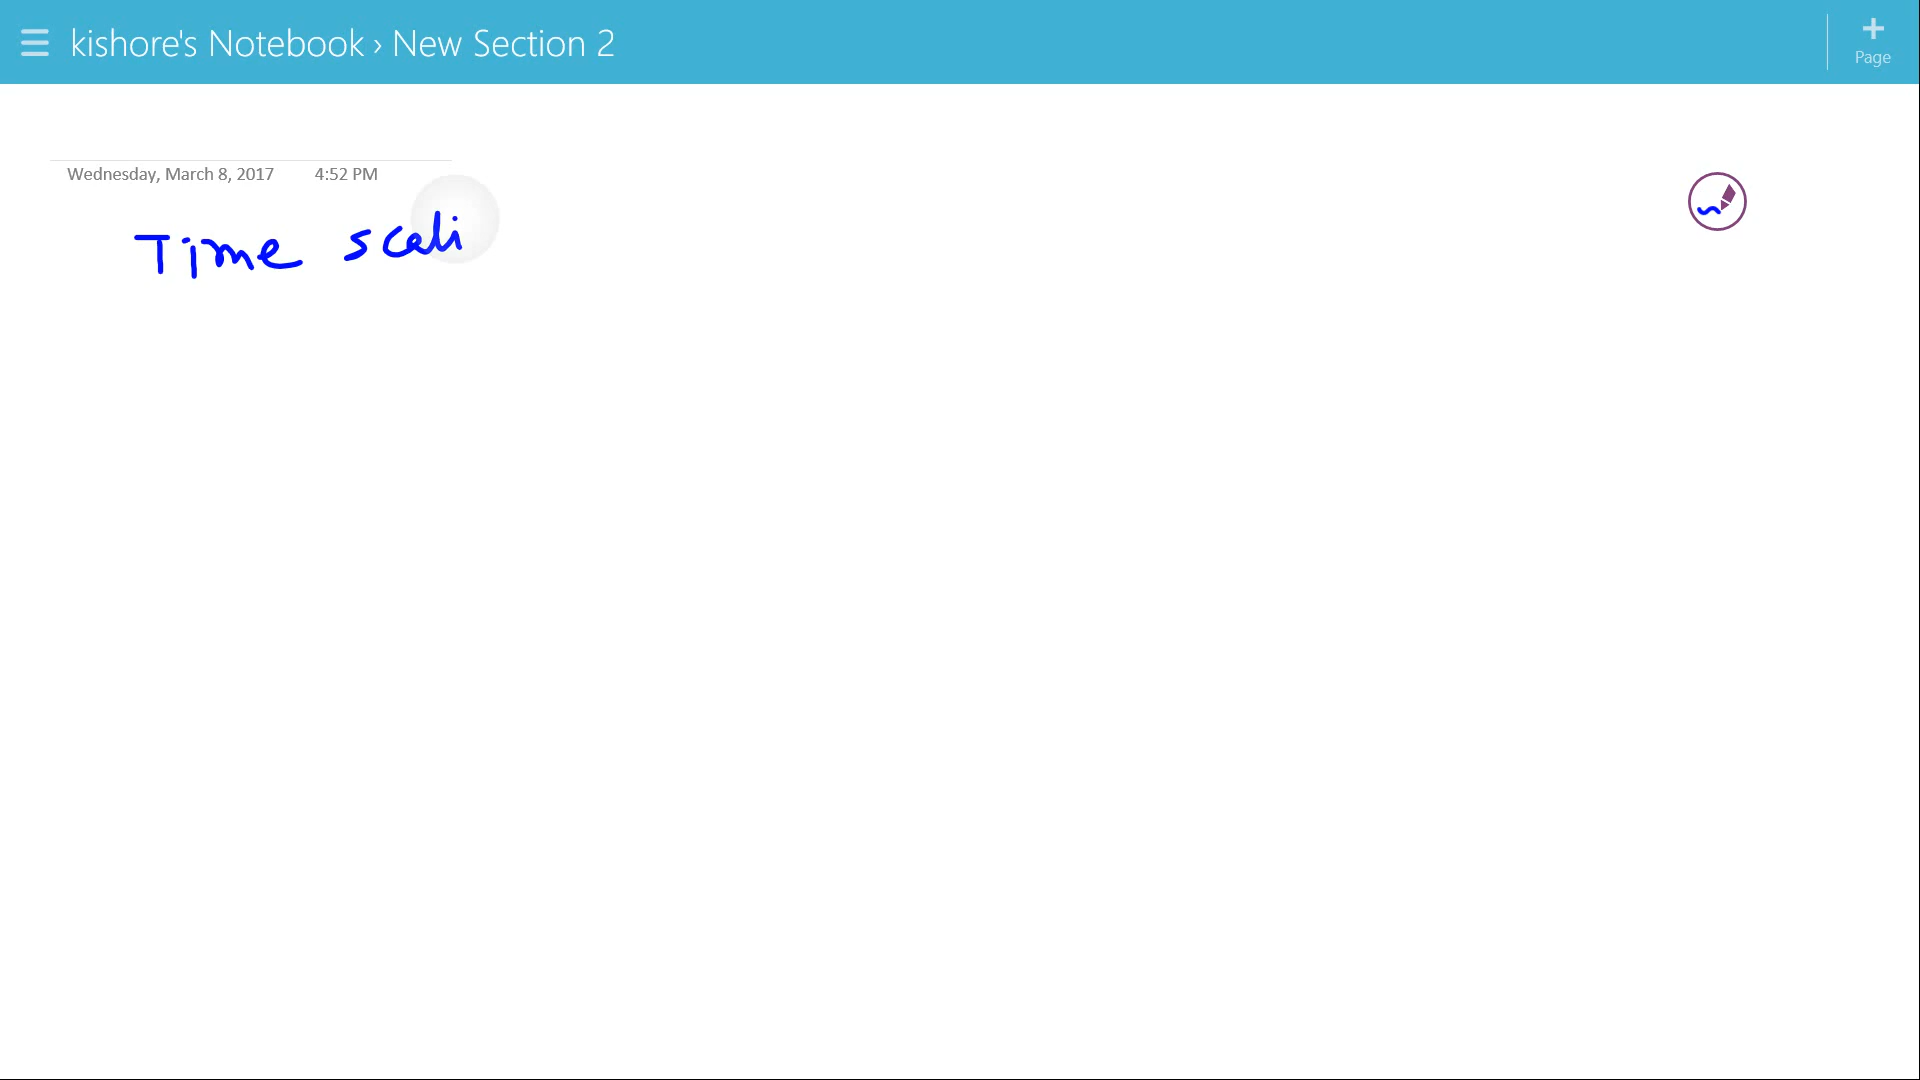 kishore's Notebook › New Section 2
Page
Wednesday, March 8, 2017 4:52 PM
Time scali